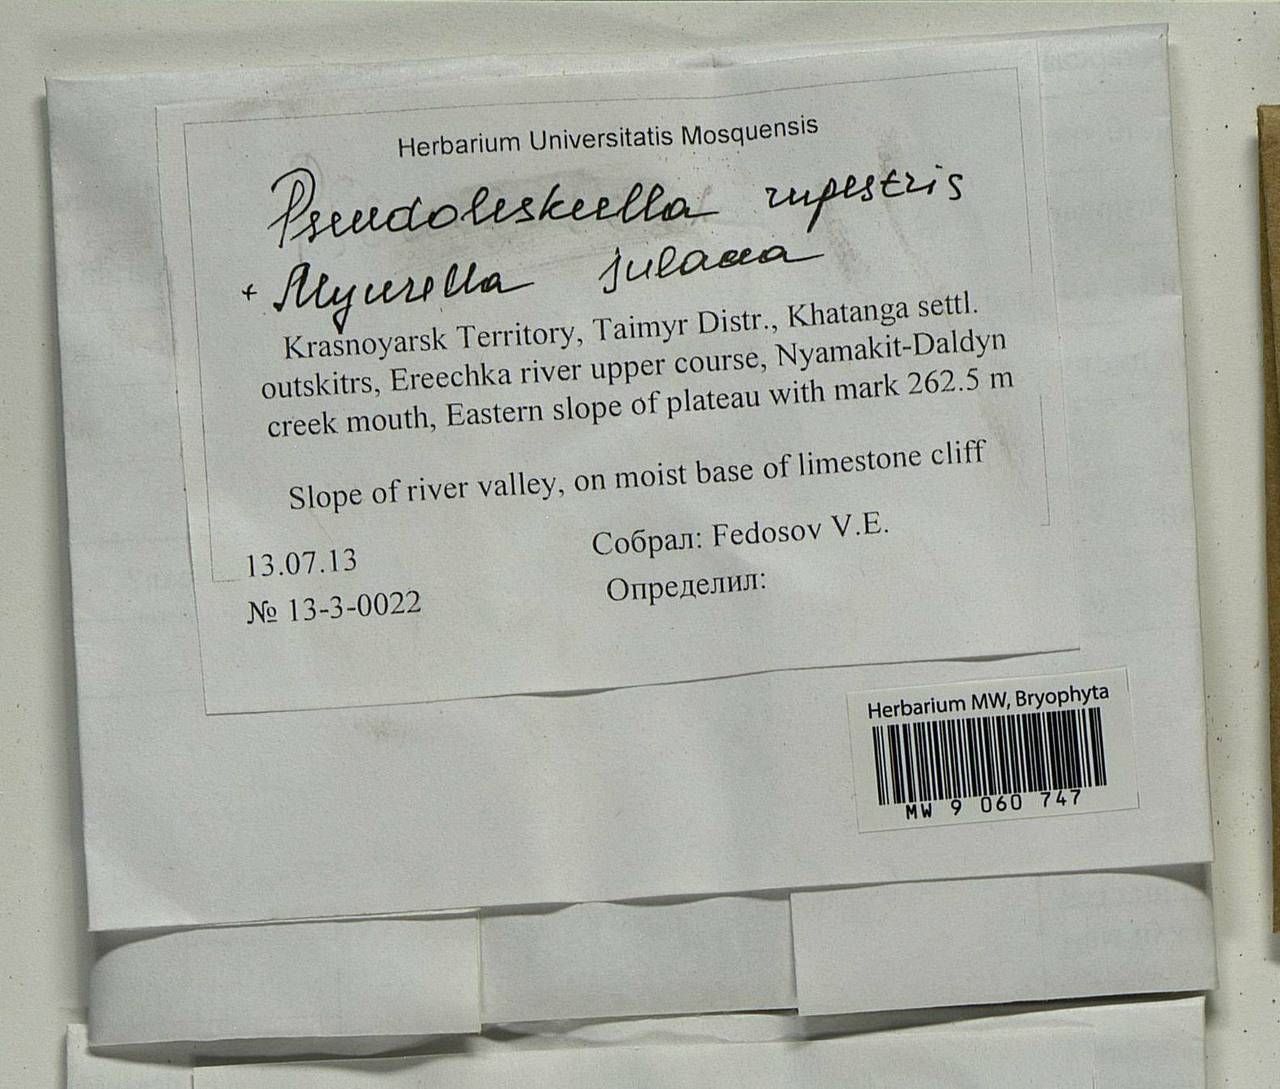 Herbarium Universitatis Mosquensis
Pseudoleskeella rupestris
+ Myurella julacea
Krasnoyarsk Territory, Taimyr Distr., Khatanga settl.
outskitrs, Ereechka river upper course, Nyamakit-Daldyn
creek mouth, Eastern slope of plateau with mark 262.5 m
Slope of river valley, on moist base of limestone cliff
13.07.13
Собрал: Fedosov V.E.
№ 13-3-0022
Определил:
Herbarium MW, Bryophyta
MW 9 060 747